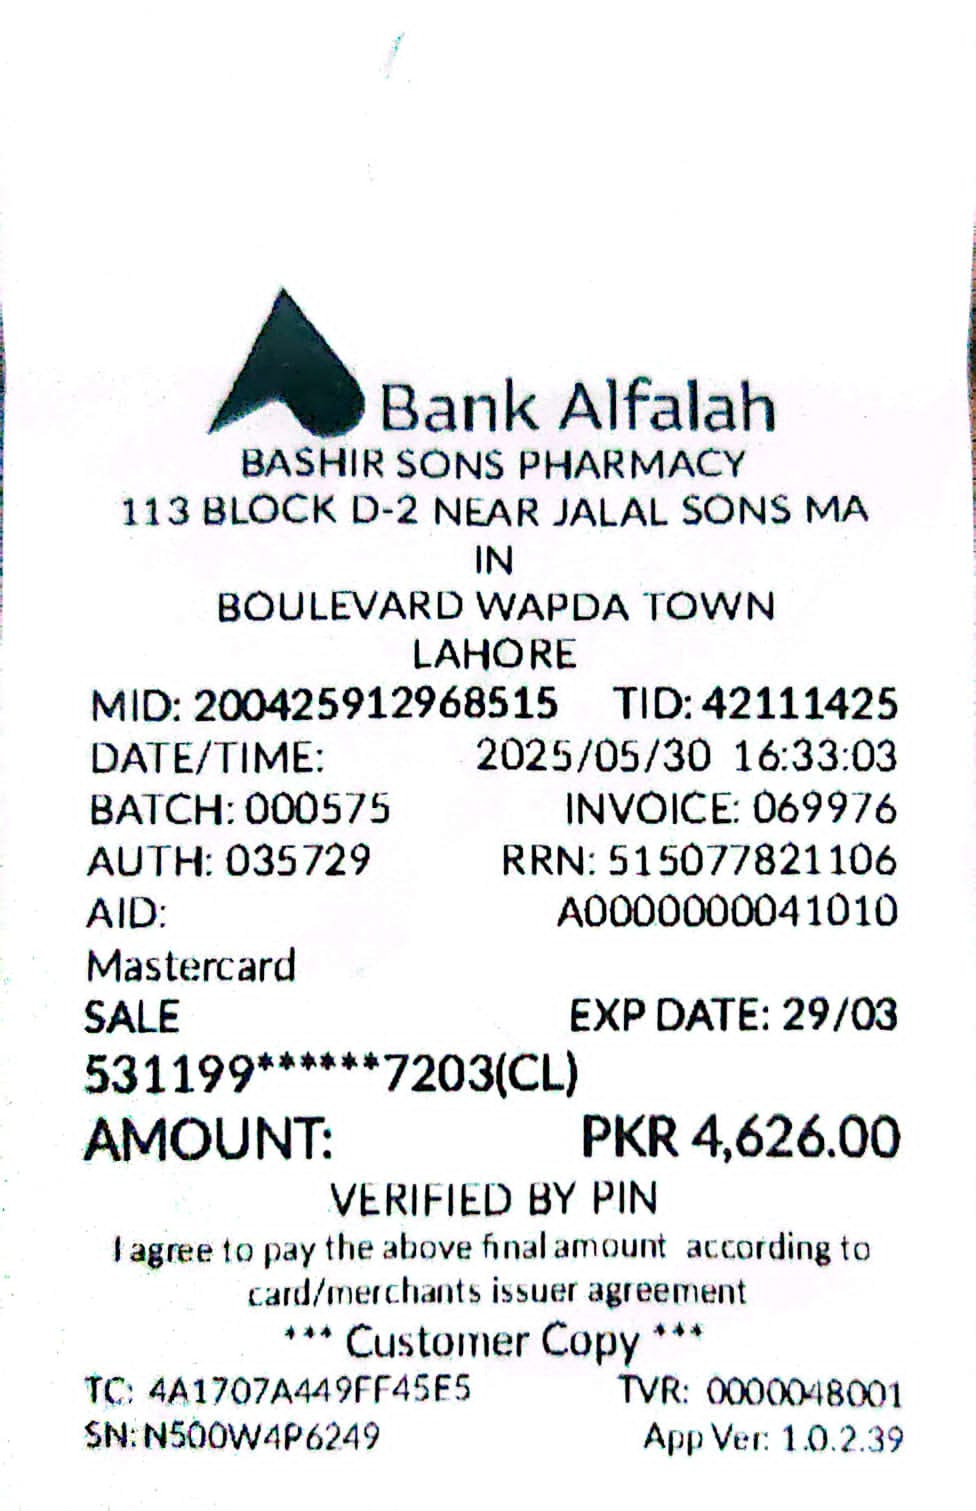 Bank Alfalah
BASHIR SONS PHARMACY
113 BLOCK D-2 NEAR JALAL SONS MA
IN
BOULEVARD WAPDA TOWN
LAHORE
MID: 200425912968515 TID: 42111425
DATE/TIME: 2025/05/30 16:33:03
BATCH: 000575 INVOICE: 069976
AUTH: 035729 RRN: 515077821106
AID: A0000000041010
Mastercard
SALE EXP DATE: 29/03
531199******7203(CL)
AMOUNT: PKR 4,626.00
VERIFIED BY PIN
I agree to pay the above final amount according to
card/merchants issuer agreement
*** Customer Copy ***
TC: 4A1707A449FF45F5 TVR: 0000048001
SN: N500W4P6249 App Ver: 1.0.2.39